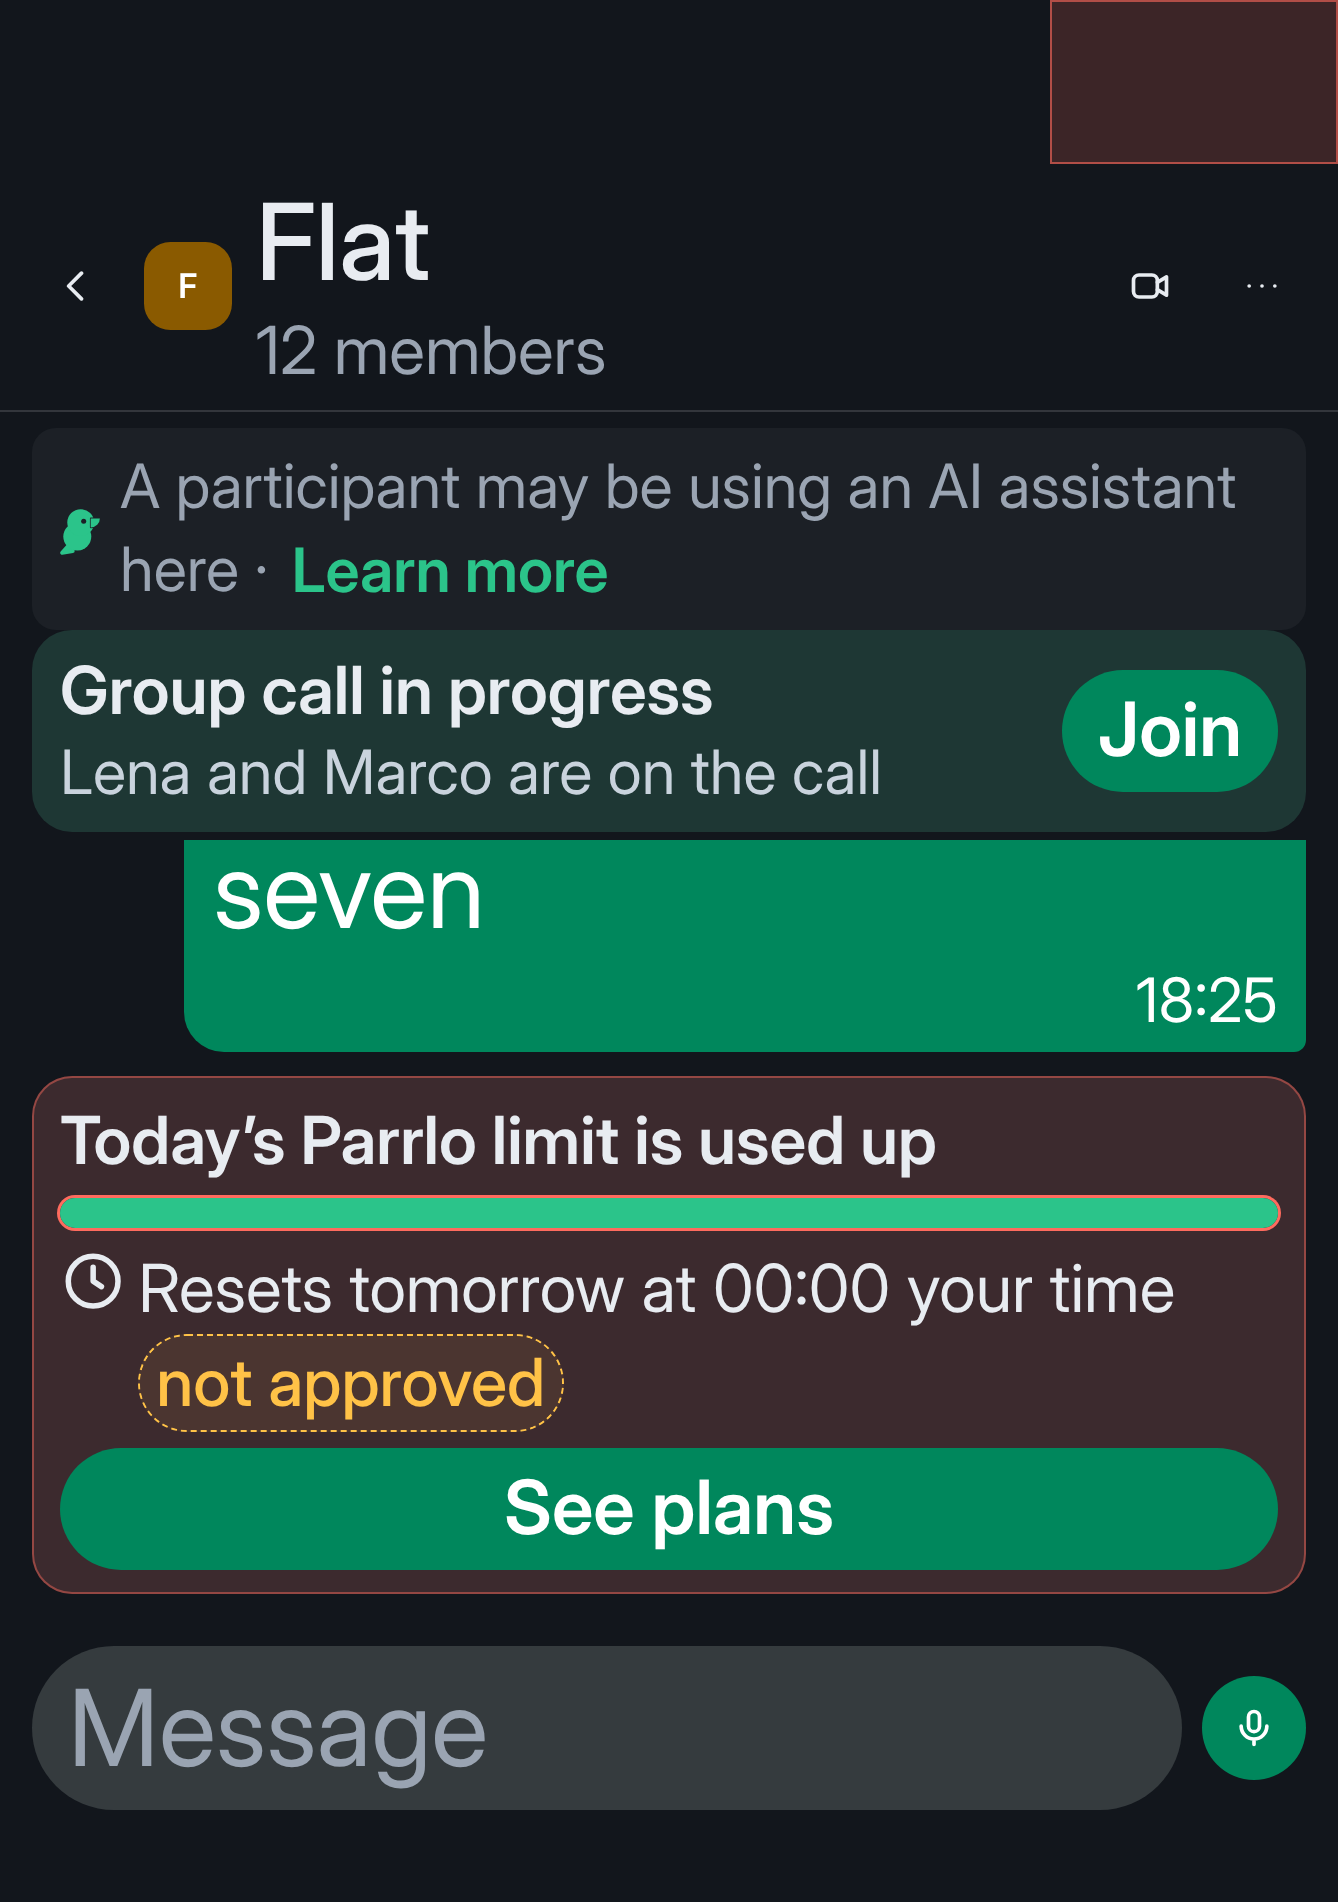 Flat
F
12 members
A participant may be using an AI assistant
here · Learn more
Group call in progress
Lena and Marco are on the call
Join
seven
18:25
Today’s Parrlo limit is used up
Resets tomorrow at 00:00 your time
not approved
See plans
Message